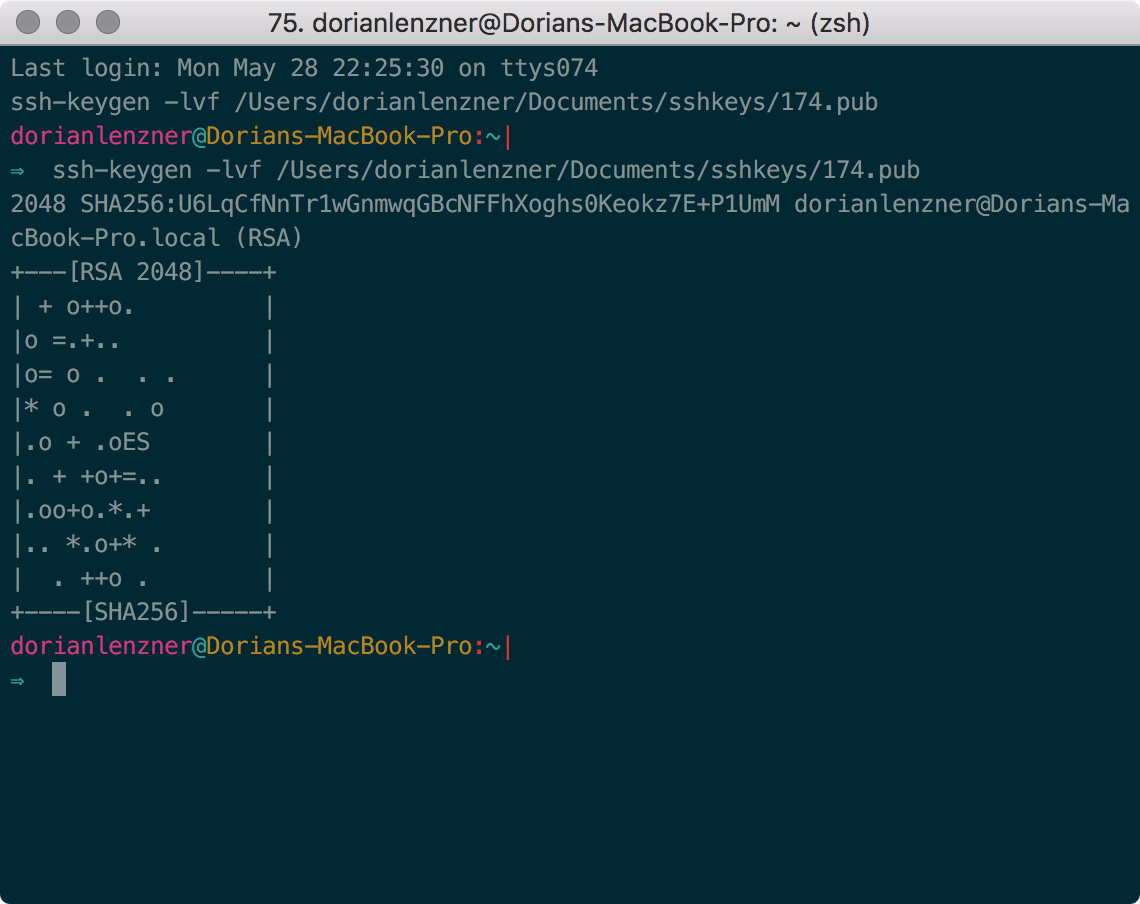 75. dorianlenzner@Dorians-MacBook-Pro: ~ (zsh)
Last login: Mon May 28 22:25:30 on ttys074
ssh-keygen -lvf /Users/dorianlenzner/Documents/sshkeys/174.pub
dorianlenzner@Dorians-MacBook-Pro:~|
⇒  ssh-keygen -lvf /Users/dorianlenzner/Documents/sshkeys/174.pub
2048 SHA256:U6LqCfNnTr1wGnmwqGBcNFFhXoghs0Keokz7E+P1UmM dorianlenzner@Dorians-Ma
cBook-Pro.local (RSA)
+---[RSA 2048]----+
| + o++o.         |
|o =.+..          |
|o= o .  . .      |
|* o .  . o       |
|.o + .oES        |
|. + +o+=..       |
|.oo+o.*.+        |
|.. *.o+* .       |
|  . ++o .        |
+----[SHA256]-----+
dorianlenzner@Dorians-MacBook-Pro:~|
⇒